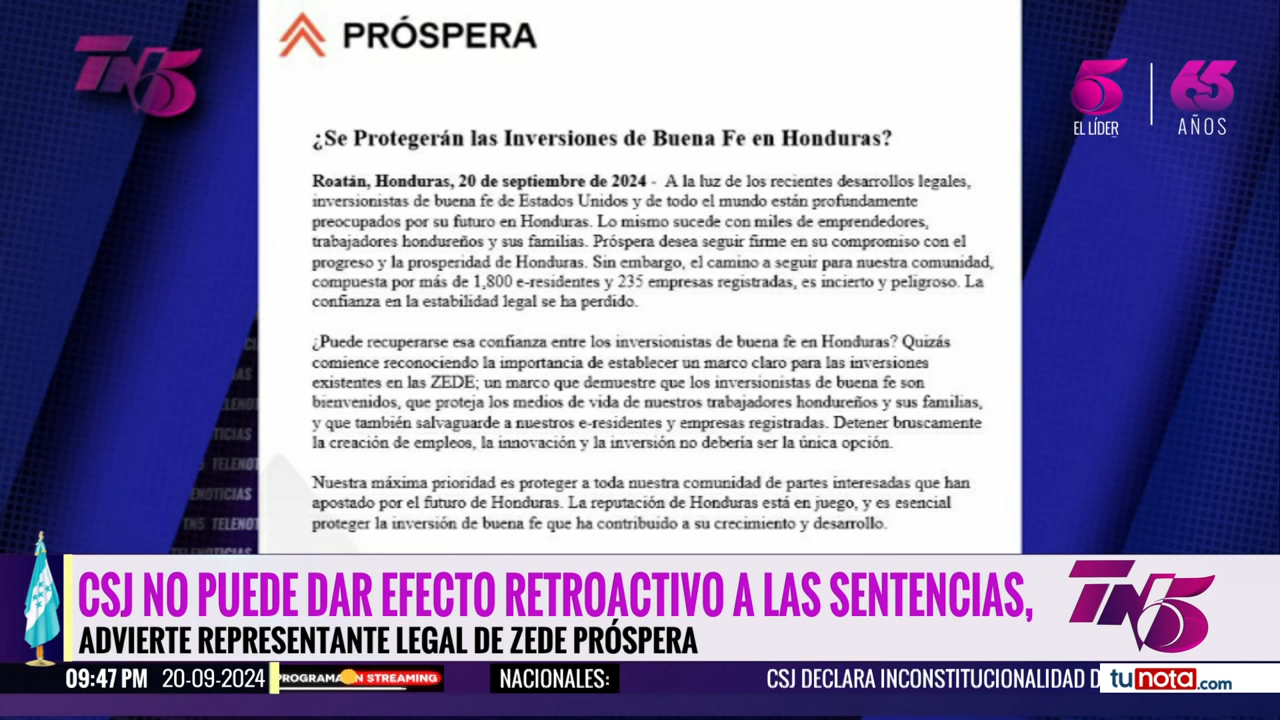 PRÓSPERA
TN5
5
EL LÍDER
65
AÑOS
¿Se Protegerán las Inversiones de Buena Fe en Honduras?
Roatán, Honduras, 20 de septiembre de 2024 - A la luz de los recientes desarrollos legales,
inversionistas de buena fe de Estados Unidos y de todo el mundo están profundamente
preocupados por su futuro en Honduras. Lo mismo sucede con miles de emprendedores,
trabajadores hondureños y sus familias. Próspera desea seguir firme en su compromiso con el
progreso y la prosperidad de Honduras. Sin embargo, el camino a seguir para nuestra comunidad,
compuesta por más de 1,800 e-residentes y 235 empresas registradas, es incierto y peligroso. La
confianza en la estabilidad legal se ha perdido.
¿Puede recuperarse esa confianza entre los inversionistas de buena fe en Honduras? Quizás
comience reconociendo la importancia de establecer un marco claro para las inversiones
existentes en las ZEDE; un marco que demuestre que los inversionistas de buena fe son
bienvenidos, que proteja los medios de vida de nuestros trabajadores hondureños y sus familias,
y que también salvaguarde a nuestros e-residentes y empresas registradas. Detener bruscamente
la creación de empleos, la innovación y la inversión no debería ser la única opción.
Nuestra máxima prioridad es proteger a toda nuestra comunidad de partes interesadas que han
apostado por el futuro de Honduras. La reputación de Honduras está en juego, y es esencial
proteger la inversión de buena fe que ha contribuido a su crecimiento y desarrollo.
TELENOT
TICIAS
TELENOT
ENOTICIAS
TN5 TELENOT
CSJ NO PUEDE DAR EFECTO RETROACTIVO A LAS SENTENCIAS,
ADVIERTE REPRESENTANTE LEGAL DE ZEDE PRÓSPERA
TN5
09:47 PM 20-09-2024 STREAMING NACIONALES: CSJ DECLARA INCONSTITUCIONALIDAD D tunota.com